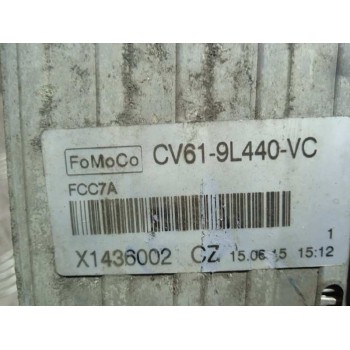 FoMoCo CV61-9L440-VC
FCC7A
1
X1436002 CZ 15.06.15 15:12